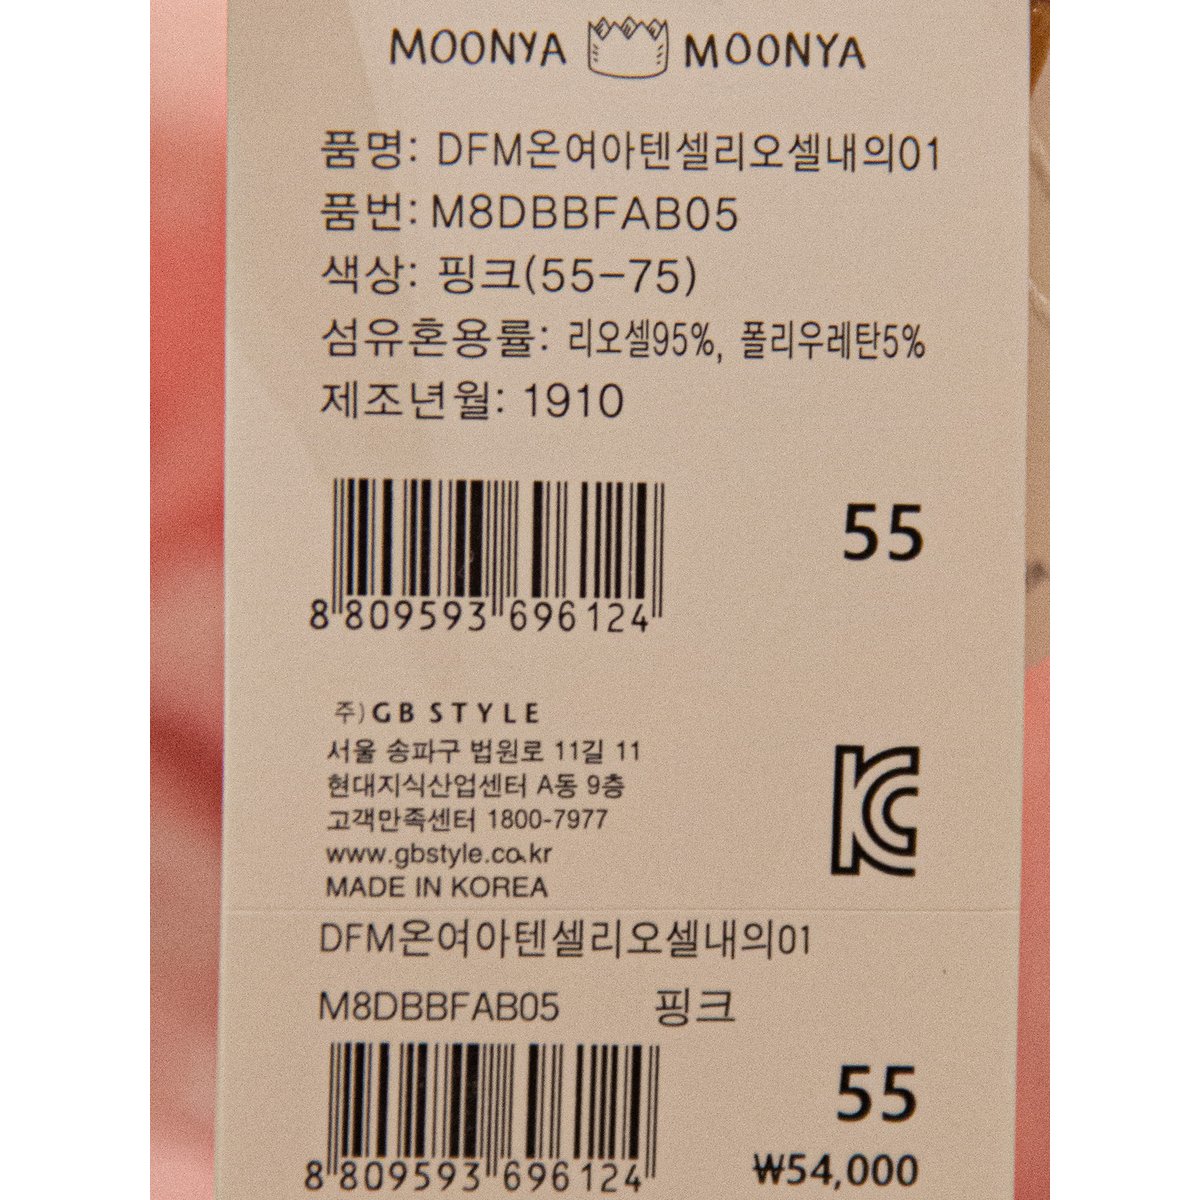 MOONYA MOONYA
품명: DFM온여아텐셀리오셀내의01
품번: M8DBBFAB05
색상: 핑크(55-75)
섬유혼용률: 리오셀95%, 폴리우레탄5%
제조년월: 1910
55
8 809593 696124
주)GB STYLE
서울 송파구 법원로 11길 11
현대지식산업센터 A동 9층
고객만족센터 1800-7977
www.gbstyle.co.kr
MADE IN KOREA
DFM온여아텐셀리오셀내의01
M8DBBFAB05 핑크
55
8 809593 696124
₩54,000